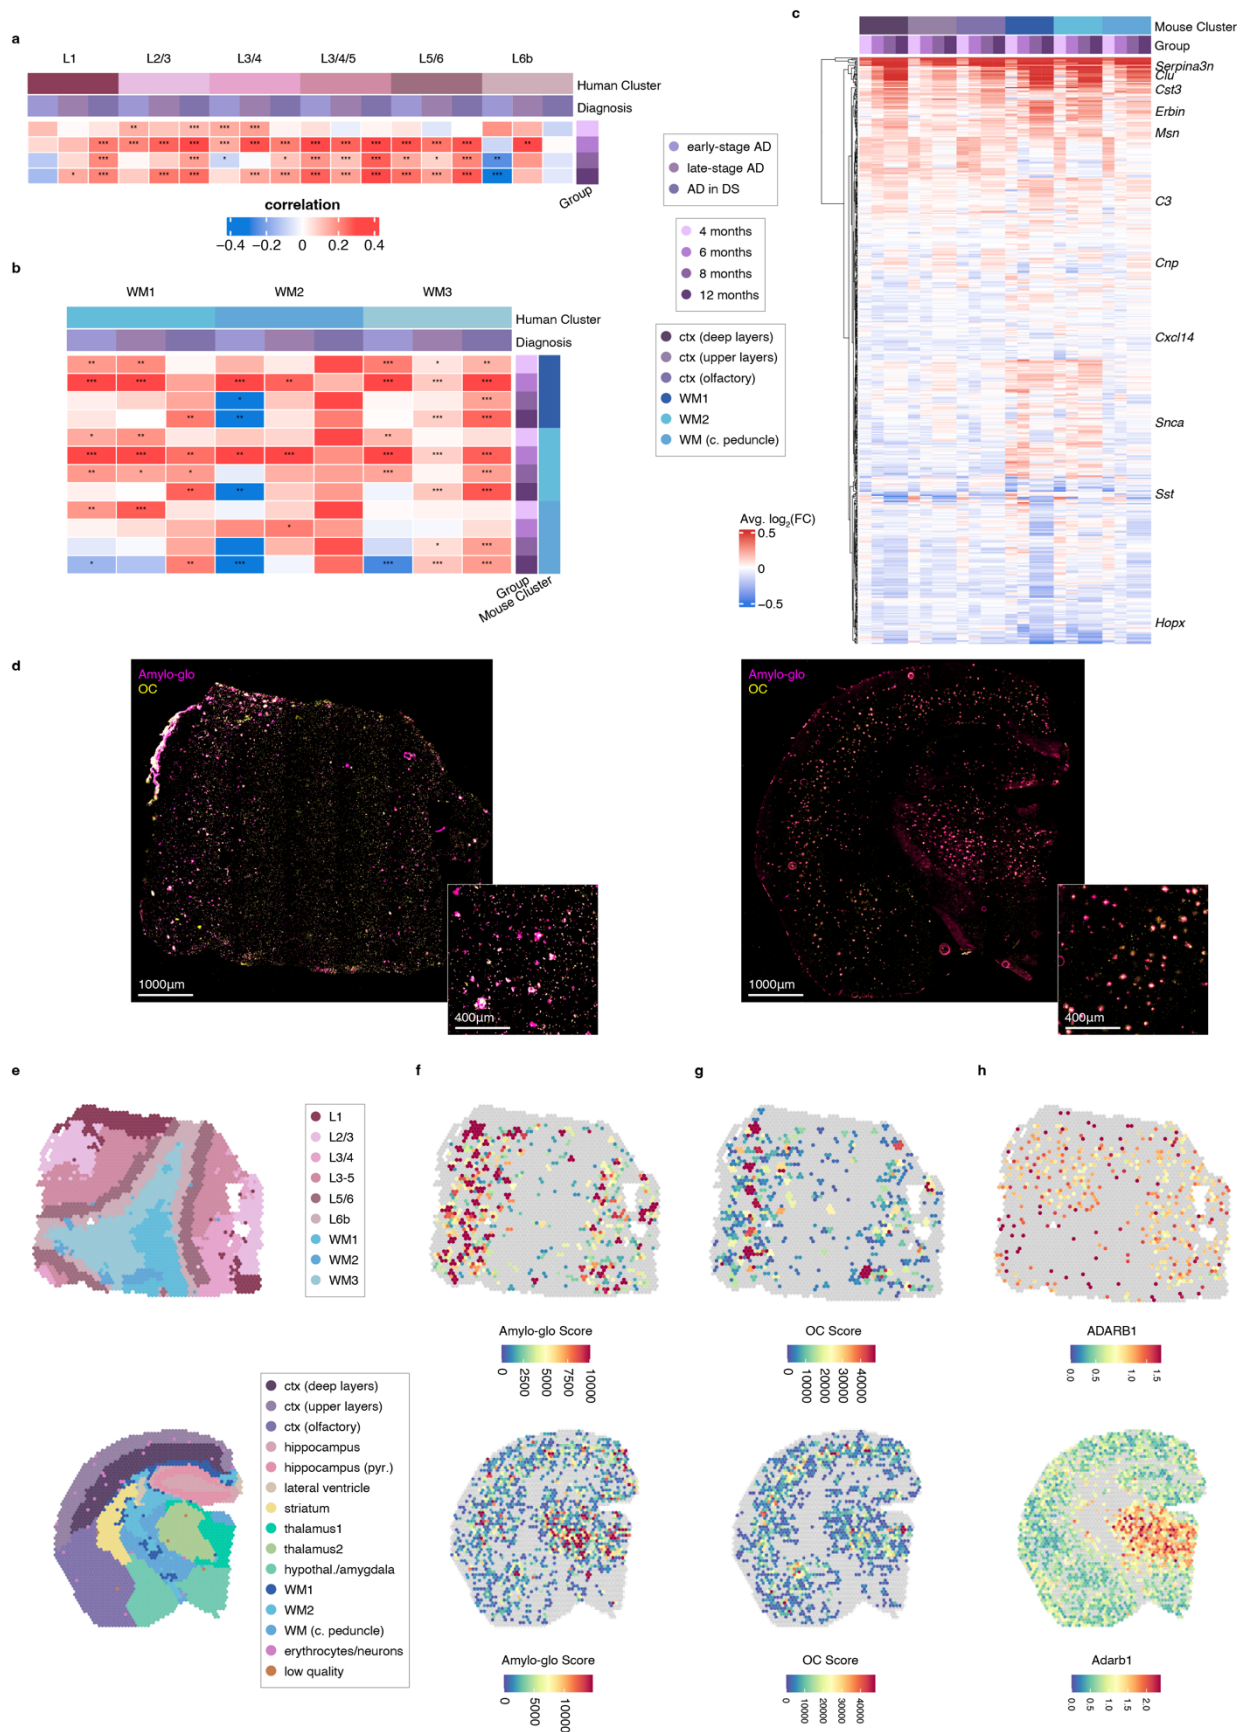 a
L1 L2/3 L3/4 L3/4/5 L5/6 L6b
Human Cluster
Diagnosis
** *** *** ***
*** *** *** *** *** *** *** *** *** *** *** *** *** **
*** * * *** *** *** ** * *** **
* *** *** *** *** *** *** *** *** *** *** *** ***
Group
correlation
−0.4 −0.2 0 0.2 0.4
early-stage AD
late-stage AD
AD in DS
4 months
6 months
8 months
12 months
ctx (deep layers)
ctx (upper layers)
ctx (olfactory)
WM1
WM2
WM (c. peduncle)
b
WM1 WM2 WM3
Human Cluster
Diagnosis
** ** *** * **
*** *** *** ** *** *** ***
* ***
** ** *** ***
* ** **
*** *** ** ** *** *** *** ***
** * * *** ***
** ** *** ***
** ***
*
* ***
* ** *** *** *** ***
Group
Mouse Cluster
c
Mouse Cluster
Group
Serpina3n
Clu
Cst3
Erbin
Msn
C3
Cnp
Cxcl14
Snca
Sst
Hopx
Avg. log2(FC)
0.5
0
−0.5
d
Amylo-glo
OC
1000µm
400µm
Amylo-glo
OC
1000µm
400µm
e
L1
L2/3
L3/4
L3-5
L5/6
L6b
WM1
WM2
WM3
ctx (deep layers)
ctx (upper layers)
ctx (olfactory)
hippocampus
hippocampus (pyr.)
lateral ventricle
striatum
thalamus1
thalamus2
hypothal./amygdala
WM1
WM2
WM (c. peduncle)
erythrocytes/neurons
low quality
f
Amylo-glo Score
0 2500 5000 7500 10000
Amylo-glo Score
0 5000 10000
g
OC Score
0 10000 20000 30000 40000
OC Score
0 10000 20000 30000 40000
h
ADARB1
0.0 0.5 1.0 1.5
Adarb1
0.0 0.5 1.0 1.5 2.0